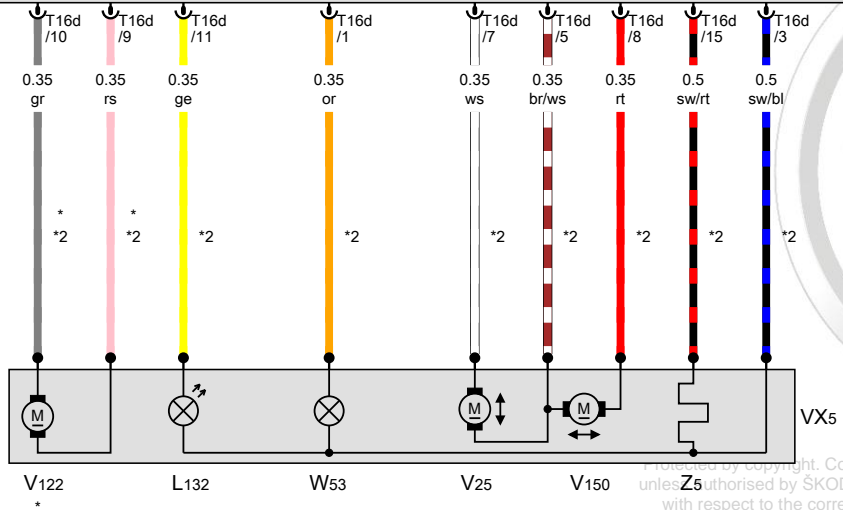 T16d T16d T16d T16d T16d T16d T16d T16d T16d
/10 /9 /11 /1 /7 /5 /8 /15 /3
0.35 0.35 0.35 0.35 0.35 0.35 0.35 0.5 0.5
gr rs ge or ws br/ws rt sw/rt sw/bl
* *
*2 *2 *2 *2 *2 *2 *2 *2 *2
M M M
VX5
Protected by copyright. Co
V122 L132 W53 V25 V150 Z5
unless authorised by ŠKOD
*
with respect to the corre